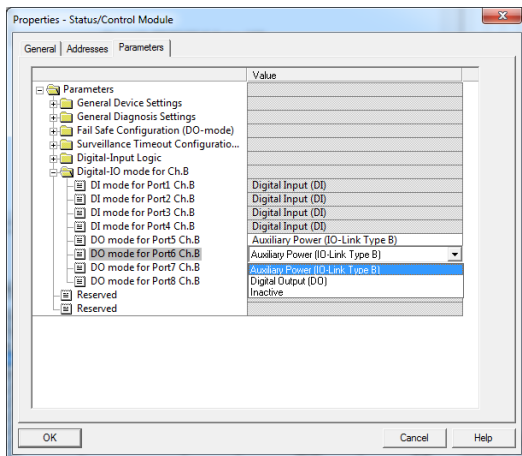 Properties - Status/Control Module
General Addresses Parameters
Value
Parameters
General Device Settings
General Diagnosis Settings
Fail Safe Configuration (DO-mode)
Surveillance Timeout Configuratio...
Digital-Input Logic
Digital-IO mode for Ch.B
DI mode for Port1 Ch.B Digital Input (DI)
DI mode for Port2 Ch.B Digital Input (DI)
DI mode for Port3 Ch.B Digital Input (DI)
DI mode for Port4 Ch.B Digital Input (DI)
DO mode for Port5 Ch.B Auxiliary Power (IO-Link Type B)
DO mode for Port6 Ch.B Auxiliary Power (IO-Link Type B)
DO mode for Port7 Ch.B Auxiliary Power (IO-Link Type B)
DO mode for Port8 Ch.B Digital Output (DO)
Reserved Inactive
Reserved
OK Cancel Help